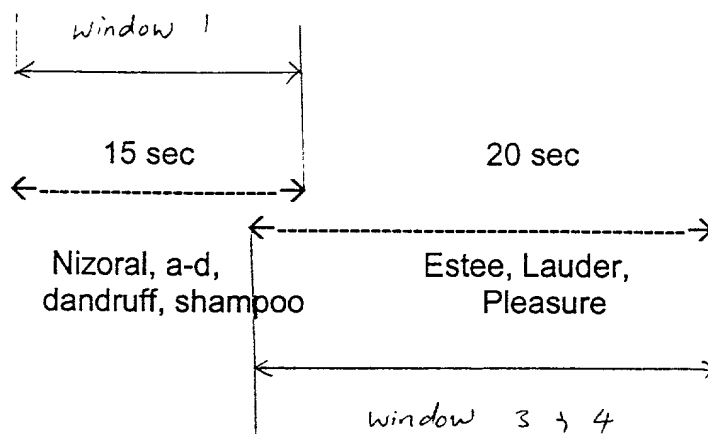 window 1
15 sec
20 sec
Nizoral, a-d,
dandruff, shampoo
Estee, Lauder,
Pleasure
window 3 & 4